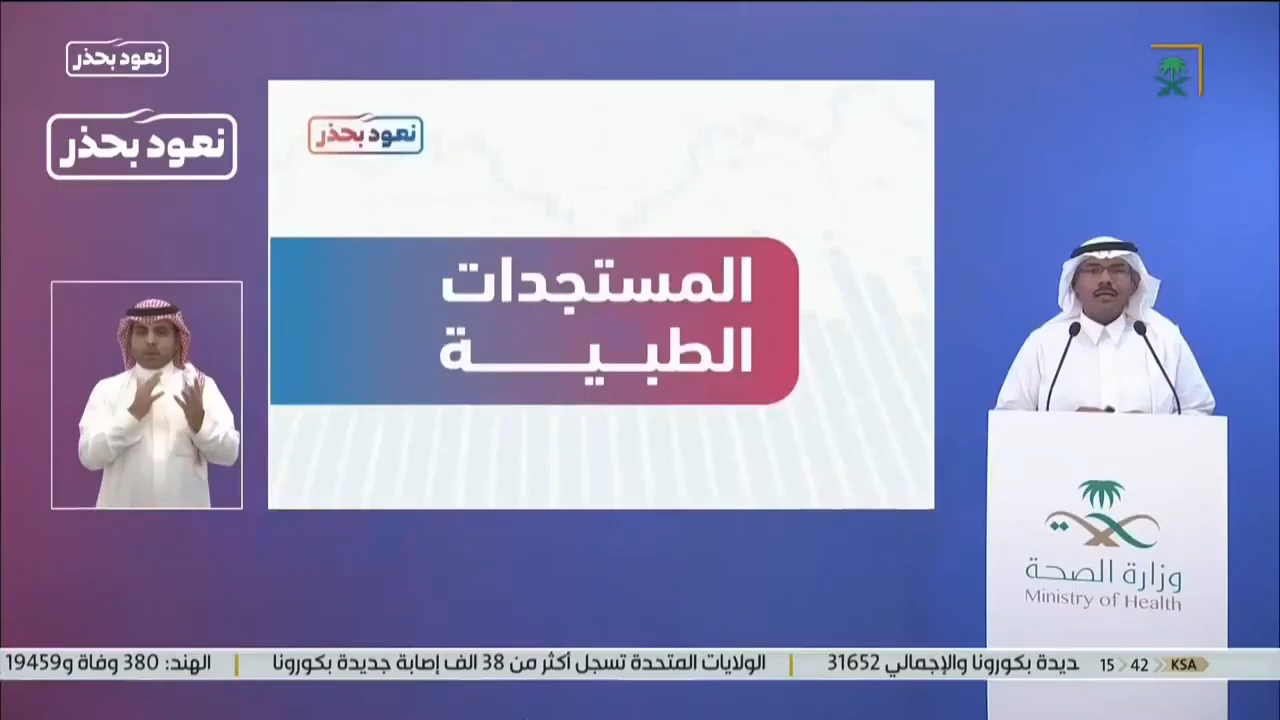 نعود بحذر
نعود بحذر
نعود بحذر
المستجدات
الطبيـــــــــة
وزارة الصحة
Ministry of Health
KSA 15 42
ديدة بكورونا والإجمالي 31652
الولايات المتحدة تسجل أكثر من 38 الف إصابة جديدة بكورونا
الهند: 380 وفاة و19459